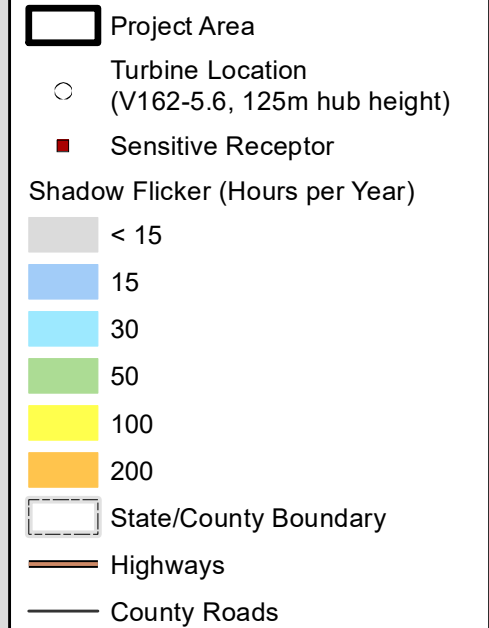 Project Area
Turbine Location
(V162-5.6, 125m hub height)
Sensitive Receptor
Shadow Flicker (Hours per Year)
< 15
15
30
50
100
200
State/County Boundary
Highways
County Roads